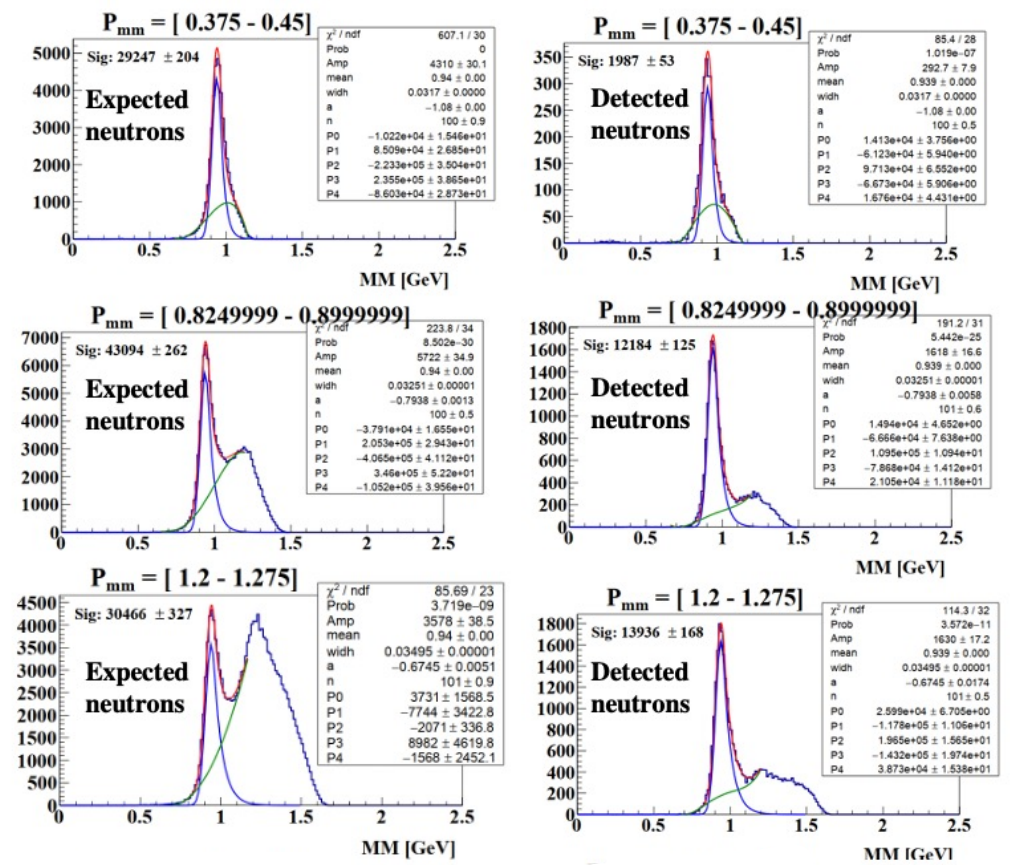 P_mm = [ 0.375 - 0.45]
Sig: 29247 ± 204
Expected
neutrons
χ² / ndf 607.1 / 30
Prob 0
Amp 4310 ± 30.1
mean 0.94 ± 0.00
widh 0.0317 ± 0.0000
a −1.08 ± 0.00
n 100 ± 0.9
P0 −1.022e+04 ± 1.546e+01
P1 8.509e+04 ± 2.685e+01
P2 −2.233e+05 ± 3.504e+01
P3 2.355e+05 ± 3.865e+01
P4 −8.603e+04 ± 2.873e+01
5000
4000
3000
2000
1000
0
0 0.5 1 1.5 2 2.5
MM [GeV]
P_mm = [ 0.375 - 0.45]
Sig: 1987 ± 53
Detected
neutrons
χ² / ndf 85.4 / 28
Prob 1.019e−07
Amp 292.7 ± 7.9
mean 0.939 ± 0.000
widh 0.0317 ± 0.0000
a −1.08 ± 0.00
n 100 ± 0.5
P0 1.413e+04 ± 3.756e+00
P1 −6.123e+04 ± 5.940e+00
P2 9.713e+04 ± 6.552e+00
P3 −6.673e+04 ± 5.906e+00
P4 1.676e+04 ± 4.431e+00
350
300
250
200
150
100
50
0
0 0.5 1 1.5 2 2.5
MM [GeV]
P_mm = [ 0.8249999 - 0.8999999]
Sig: 43094 ± 262
Expected
neutrons
χ² / ndf 223.8 / 34
Prob 8.502e−30
Amp 5722 ± 34.9
mean 0.94 ± 0.00
widh 0.03251 ± 0.00001
a −0.7938 ± 0.0013
n 100 ± 0.5
P0 −3.791e+04 ± 1.655e+01
P1 2.053e+05 ± 2.943e+01
P2 −4.065e+05 ± 4.112e+01
P3 3.46e+05 ± 5.22e+01
P4 −1.052e+05 ± 3.956e+01
7000
6000
5000
4000
3000
2000
1000
0
0 0.5 1 1.5 2 2.5
P_mm = [ 0.8249999 - 0.8999999]
Sig: 12184 ± 125
Detected
neutrons
χ² / ndf 191.2 / 31
Prob 5.442e−25
Amp 1618 ± 16.6
mean 0.939 ± 0.000
widh 0.03251 ± 0.00001
a −0.7938 ± 0.0058
n 101 ± 0.6
P0 1.494e+04 ± 4.652e+00
P1 −6.666e+04 ± 7.638e+00
P2 1.095e+05 ± 1.094e+01
P3 −7.868e+04 ± 1.412e+01
P4 2.105e+04 ± 1.118e+01
1800
1600
1400
1200
1000
800
600
400
200
0
0 0.5 1 1.5 2 2.5
MM [GeV]
P_mm = [ 1.2 - 1.275]
Sig: 30466 ± 327
Expected
neutrons
χ² / ndf 85.69 / 23
Prob 3.719e−09
Amp 3578 ± 38.5
mean 0.94 ± 0.00
widh 0.03495 ± 0.00001
a −0.6745 ± 0.0051
n 101 ± 0.9
P0 3731 ± 1568.5
P1 −7744 ± 3422.8
P2 −2071 ± 336.8
P3 8982 ± 4619.8
P4 −1568 ± 2452.1
4500
4000
3500
3000
2500
2000
1500
1000
500
0
0 0.5 1 1.5 2 2.5
MM [GeV]
P_mm = [ 1.2 - 1.275]
Sig: 13936 ± 168
Detected
neutrons
χ² / ndf 114.3 / 32
Prob 3.572e−11
Amp 1630 ± 17.2
mean 0.939 ± 0.000
widh 0.03495 ± 0.00001
a −0.6745 ± 0.0174
n 101 ± 0.5
P0 2.599e+04 ± 6.705e+00
P1 −1.178e+05 ± 1.106e+01
P2 1.965e+05 ± 1.565e+01
P3 −1.432e+05 ± 1.974e+01
P4 3.873e+04 ± 1.538e+01
1800
1600
1400
1200
1000
800
600
400
200
0
0 0.5 1 1.5 2 2.5
MM [GeV]